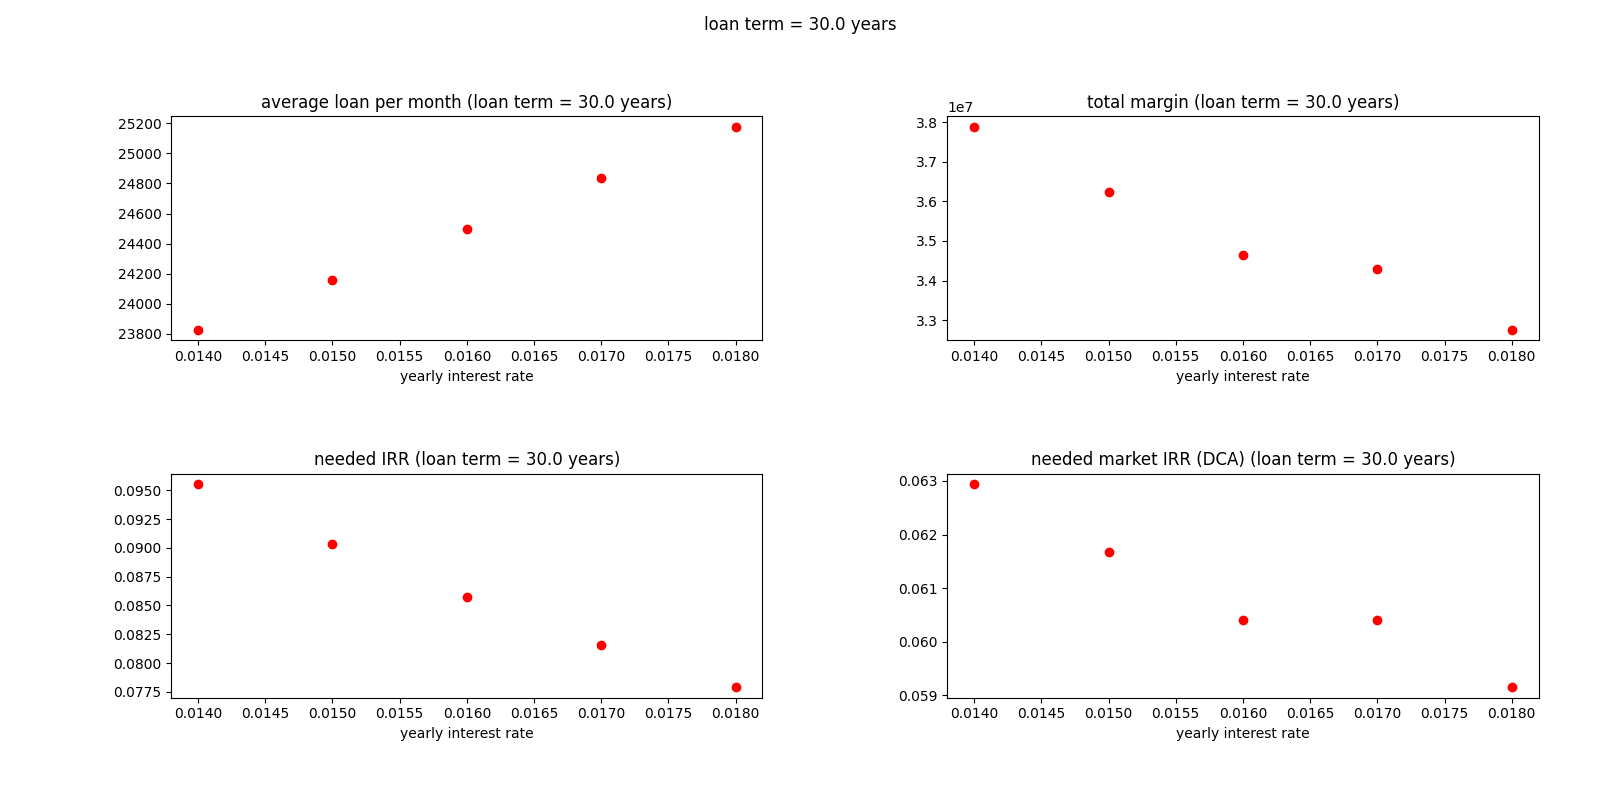 loan term = 30.0 years
average loan per month (loan term = 30.0 years)
25200
25000
24800
24600
24400
24200
24000
23800
0.0140 0.0145 0.0150 0.0155 0.0160 0.0165 0.0170 0.0175 0.0180
yearly interest rate
total margin (loan term = 30.0 years)
1e7
3.8
3.7
3.6
3.5
3.4
3.3
0.0140 0.0145 0.0150 0.0155 0.0160 0.0165 0.0170 0.0175 0.0180
yearly interest rate
needed IRR (loan term = 30.0 years)
0.0950
0.0925
0.0900
0.0875
0.0850
0.0825
0.0800
0.0775
0.0140 0.0145 0.0150 0.0155 0.0160 0.0165 0.0170 0.0175 0.0180
yearly interest rate
needed market IRR (DCA) (loan term = 30.0 years)
0.063
0.062
0.061
0.060
0.059
0.0140 0.0145 0.0150 0.0155 0.0160 0.0165 0.0170 0.0175 0.0180
yearly interest rate